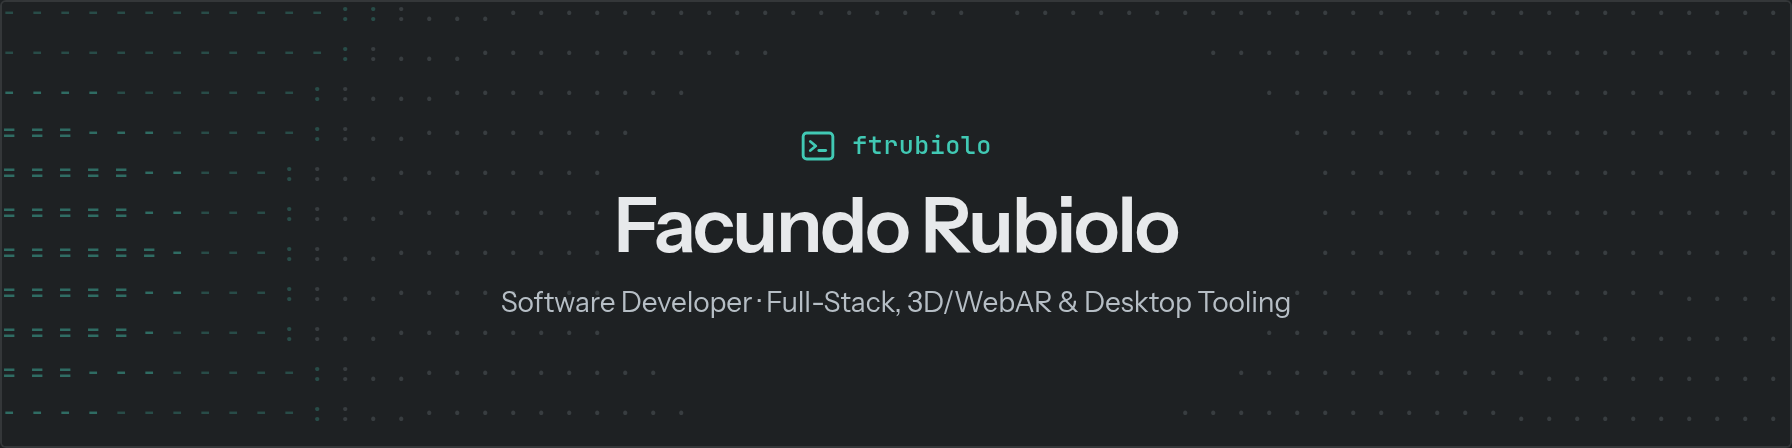 ftrubiolo
Facundo Rubiolo
Software Developer · Full-Stack, 3D/WebAR & Desktop Tooling